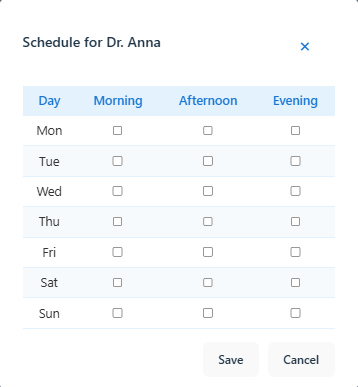 Schedule for Dr. Anna
×
Day Morning Afternoon Evening
Mon
Tue
Wed
Thu
Fri
Sat
Sun
Save Cancel